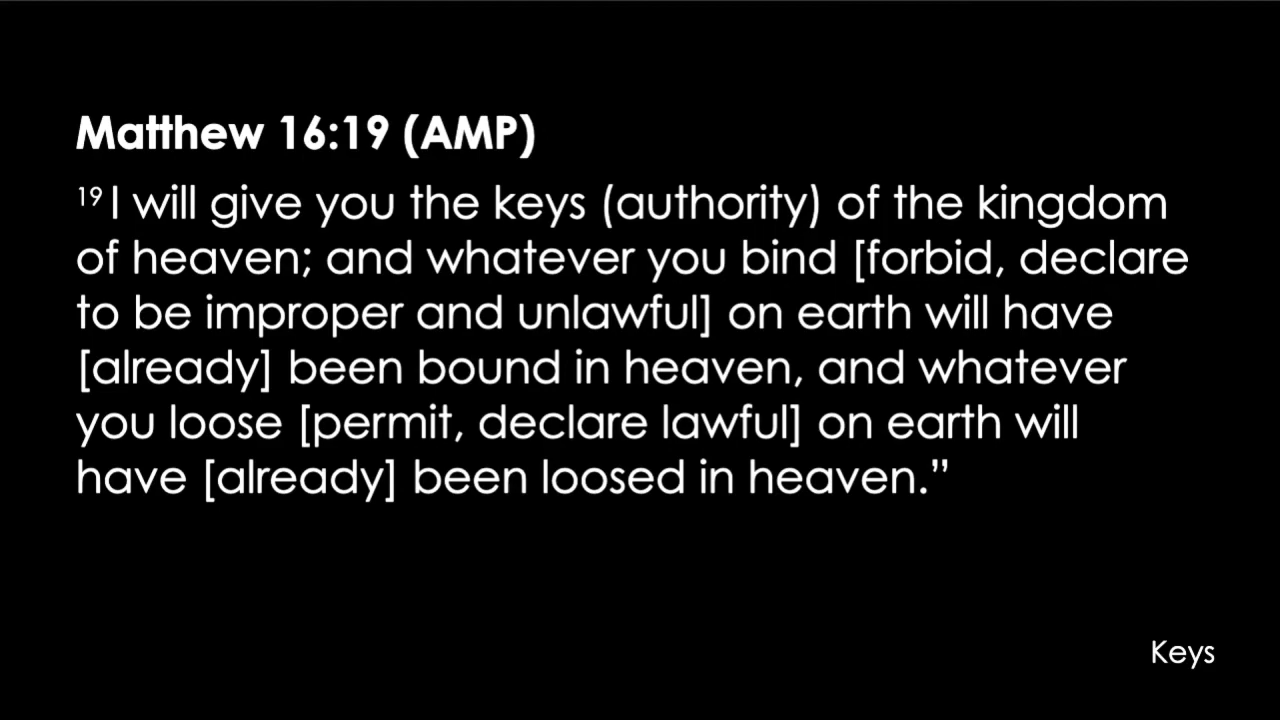 Matthew 16:19 (AMP)
19 I will give you the keys (authority) of the kingdom
of heaven; and whatever you bind [forbid, declare
to be improper and unlawful] on earth will have
[already] been bound in heaven, and whatever
you loose [permit, declare lawful] on earth will
have [already] been loosed in heaven.”
Keys